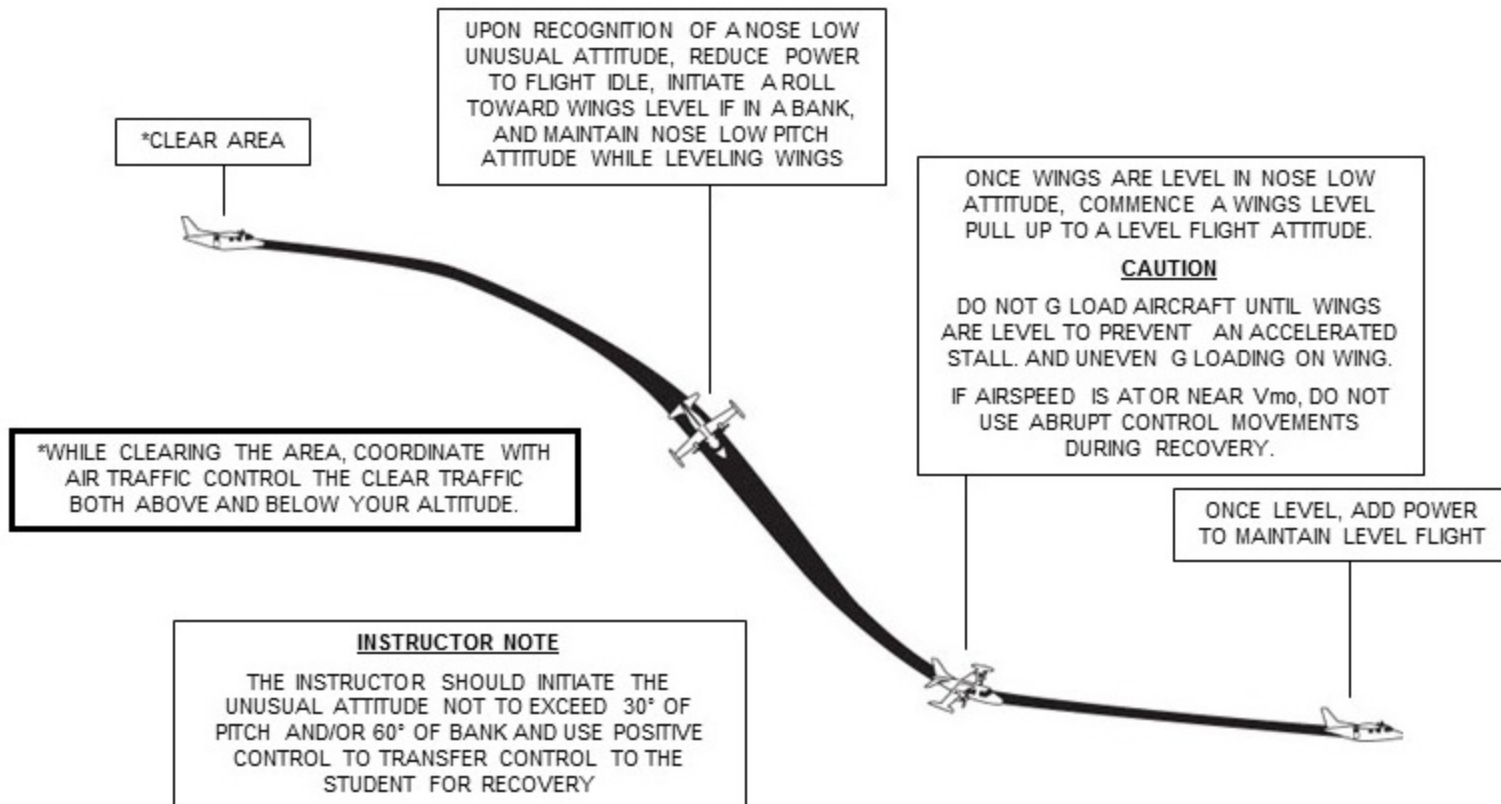 UPON RECOGNITION OF A NOSE LOW
UNUSUAL ATTITUDE, REDUCE POWER
TO FLIGHT IDLE, INITIATE A ROLL
TOWARD WINGS LEVEL IF IN A BANK,
AND MAINTAIN NOSE LOW PITCH
ATTITUDE WHILE LEVELING WINGS
*CLEAR AREA
ONCE WINGS ARE LEVEL IN NOSE LOW
ATTITUDE, COMMENCE A WINGS LEVEL
PULL UP TO A LEVEL FLIGHT ATTITUDE.
CAUTION
DO NOT G LOAD AIRCRAFT UNTIL WINGS
ARE LEVEL TO PREVENT AN ACCELERATED
STALL. AND UNEVEN G LOADING ON WING.
IF AIRSPEED IS AT OR NEAR Vmo, DO NOT
USE ABRUPT CONTROL MOVEMENTS
DURING RECOVERY.
*WHILE CLEARING THE AREA, COORDINATE WITH
AIR TRAFFIC CONTROL THE CLEAR TRAFFIC
BOTH ABOVE AND BELOW YOUR ALTITUDE.
ONCE LEVEL, ADD POWER
TO MAINTAIN LEVEL FLIGHT
INSTRUCTOR NOTE
THE INSTRUCTOR SHOULD INITIATE THE
UNUSUAL ATTITUDE NOT TO EXCEED 30° OF
PITCH AND/OR 60° OF BANK AND USE POSITIVE
CONTROL TO TRANSFER CONTROL TO THE
STUDENT FOR RECOVERY